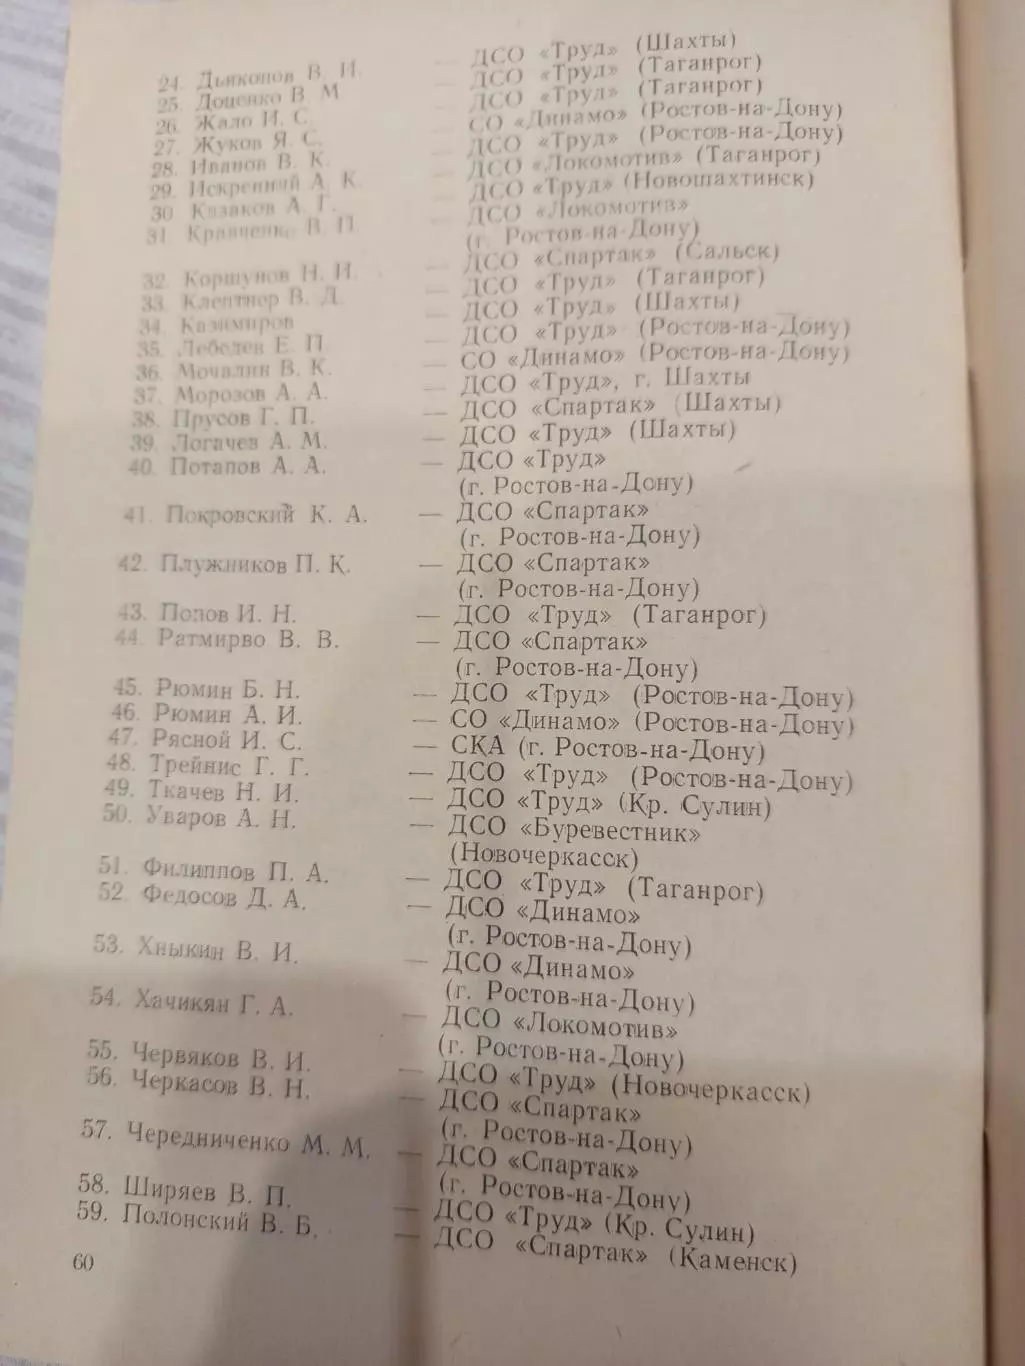 24. Дьяконов В. И. — ДСО «Труд» (Шахты)
25. Доценко В. М — ДСО «Труд» (Таганрог)
26. Жало И. С. — ДСО «Труд» (Таганрог)
27. Жуков Я. С. — СО «Динамо» (Ростов-на-Дону)
28. Иванов В. К. — ДСО «Труд» (Ростов-на-Дону)
29. Искренний А. К. — ДСО «Локомотив» (Таганрог)
30 Казаков А. Г. — ДСО «Труд» (Новошахтинск)
31. Кравченко В. П. — ДСО «Локомотив»
(г. Ростов-на-Дону)
32. Коршунов Н. И. — ДСО «Спартак» (Сальск)
33. Клептнор В. Д. — ДСО «Труд» (Таганрог)
34. Казимиров — ДСО «Труд» (Шахты)
35. Лебедев Е. П. — ДСО «Труд» (Ростов-на-Дону)
36. Мочалин В. К. — СО «Динамо» (Ростов-на-Дону)
37. Морозов А. А. — ДСО «Труд», г. Шахты
38. Прусов Г. П. — ДСО «Спартак» (Шахты)
39. Логачев А. М. — ДСО «Труд» (Шахты)
40. Потапов А. А. — ДСО «Труд»
(г. Ростов-на-Дону)
41. Покровский К. А. — ДСО «Спартак»
(г. Ростов-на-Дону)
42. Плужников П. К. — ДСО «Спартак»
(г. Ростов-на-Дону)
43. Попов И. Н. — ДСО «Труд» (Таганрог)
44. Ратмирво В. В. — ДСО «Спартак»
(г. Ростов-на-Дону)
45. Рюмин Б. Н. — ДСО «Труд» (Ростов-на-Дону)
46. Рюмин А. И. — СО «Динамо» (Ростов-на-Дону)
47. Рясной И. С. — СКА (г. Ростов-на-Дону)
48. Трейнис Г. Г. — ДСО «Труд» (Ростов-на-Дону)
49. Ткачев Н. И. — ДСО «Труд» (Кр. Сулин)
50. Уваров А. Н. — ДСО «Буревестник»
(Новочеркасск)
51. Филиппов П. А. — ДСО «Труд» (Таганрог)
52. Федосов Д. А. — ДСО «Динамо»
(г. Ростов-на-Дону)
53. Хныкин В. И. — ДСО «Динамо»
(г. Ростов-на-Дону)
54. Хачикян Г. А. — ДСО «Локомотив»
(г. Ростов-на-Дону)
55. Червяков В. И. — ДСО «Труд» (Новочеркасск)
56. Черкасов В. Н. — ДСО «Спартак»
(г. Ростов-на-Дону)
57. Чередниченко М. М. — ДСО «Спартак»
(г. Ростов-на-Дону)
58. Ширяев В. П. — ДСО «Труд» (Кр. Сулин)
59. Полонский В. Б. — ДСО «Спартак» (Каменск)
60